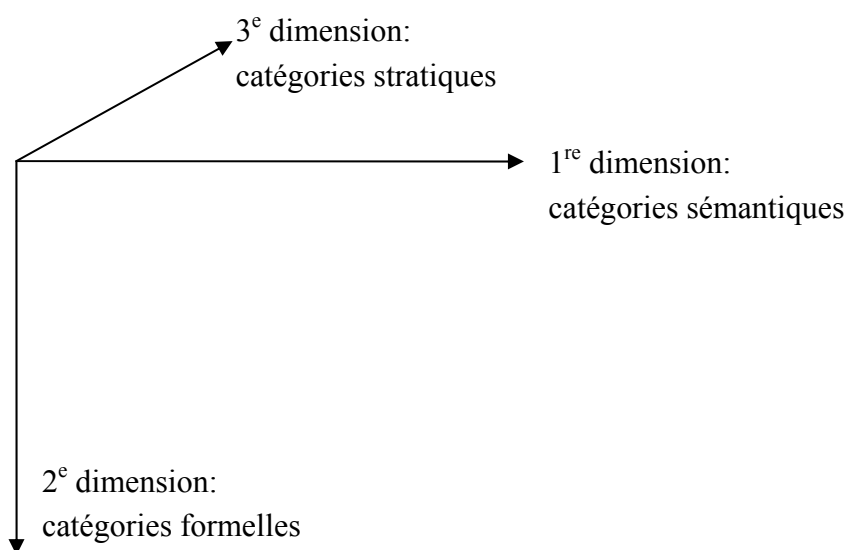 3e dimension:
catégories stratiques
1re dimension:
catégories sémantiques
2e dimension:
catégories formelles